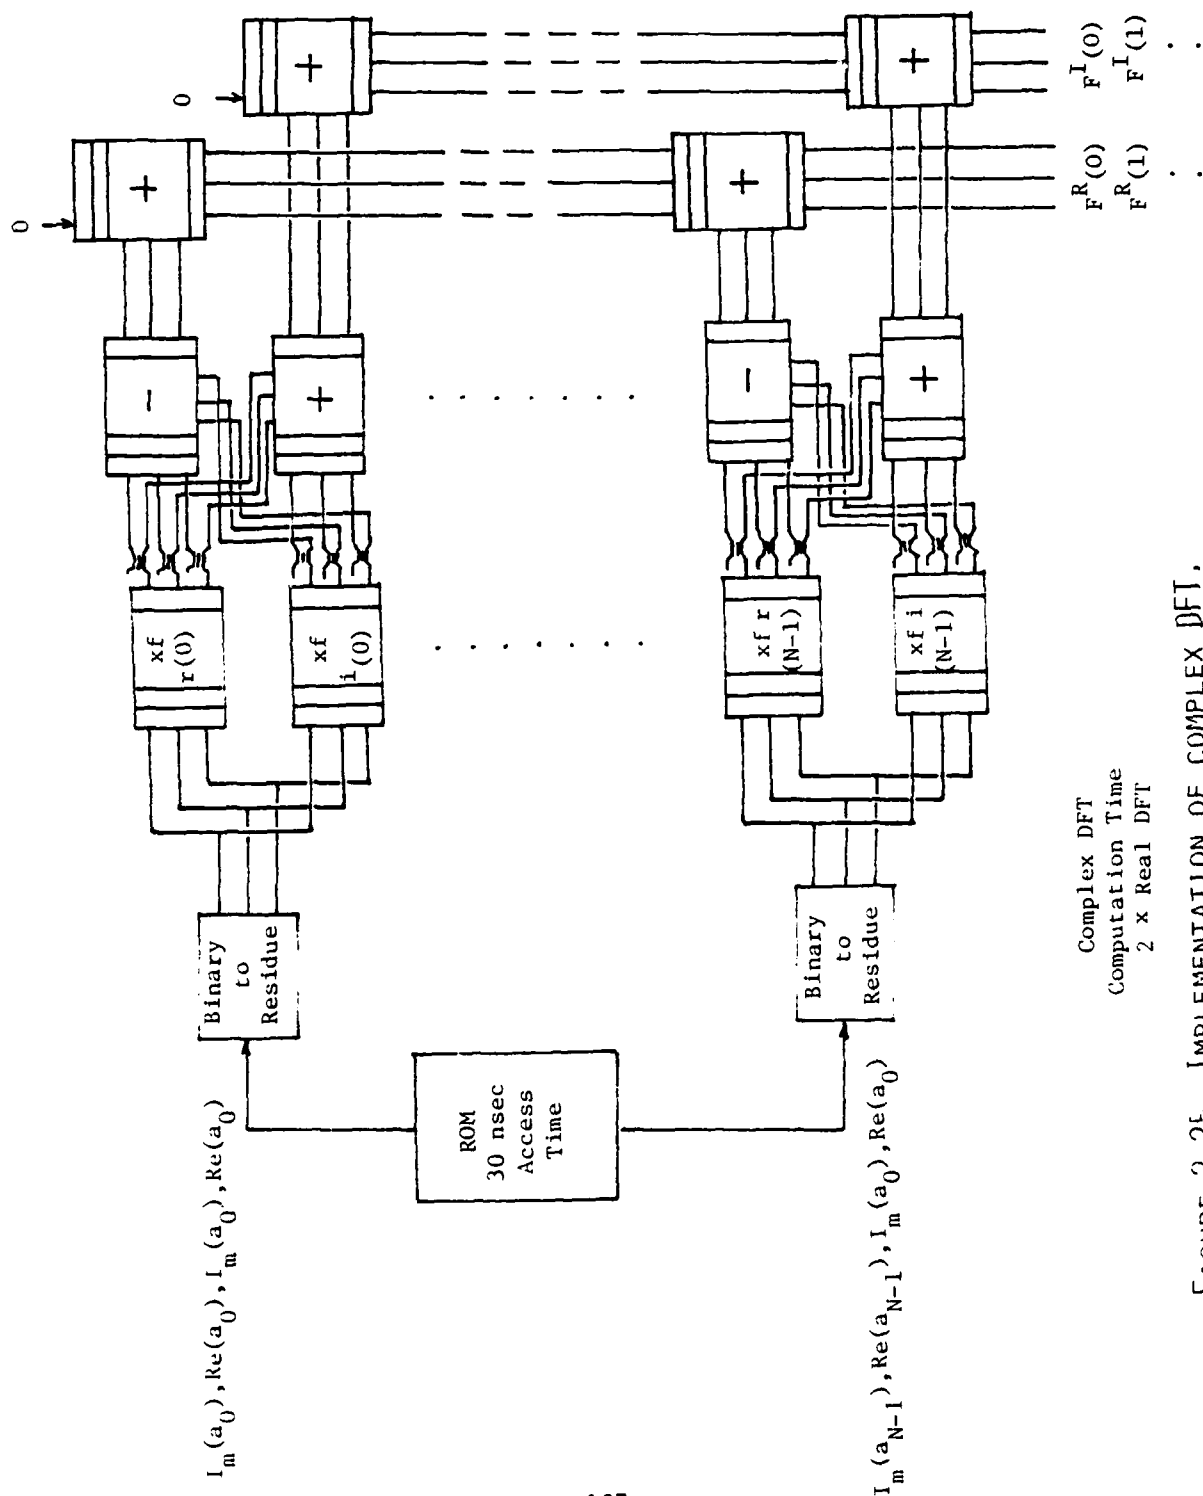 0
0
+
+
+
+
F^I(0)
F^I(1)
F^R(0)
F^R(1)
-
+
-
+
xf
r(0)
xf
i(0)
xf r
(N-1)
xf i
(N-1)
Binary
to
Residue
Binary
to
Residue
ROM
30 nsec
Access
Time
I_m(a_0),Re(a_0),I_m(a_0),Re(a_0)
I_m(a_{N-1}),Re(a_{N-1}),I_m(a_0),Re(a_0)
Complex DFT
Computation Time
2 x Real DFT
IMPLEMENTATION OF COMPLEX DFT.